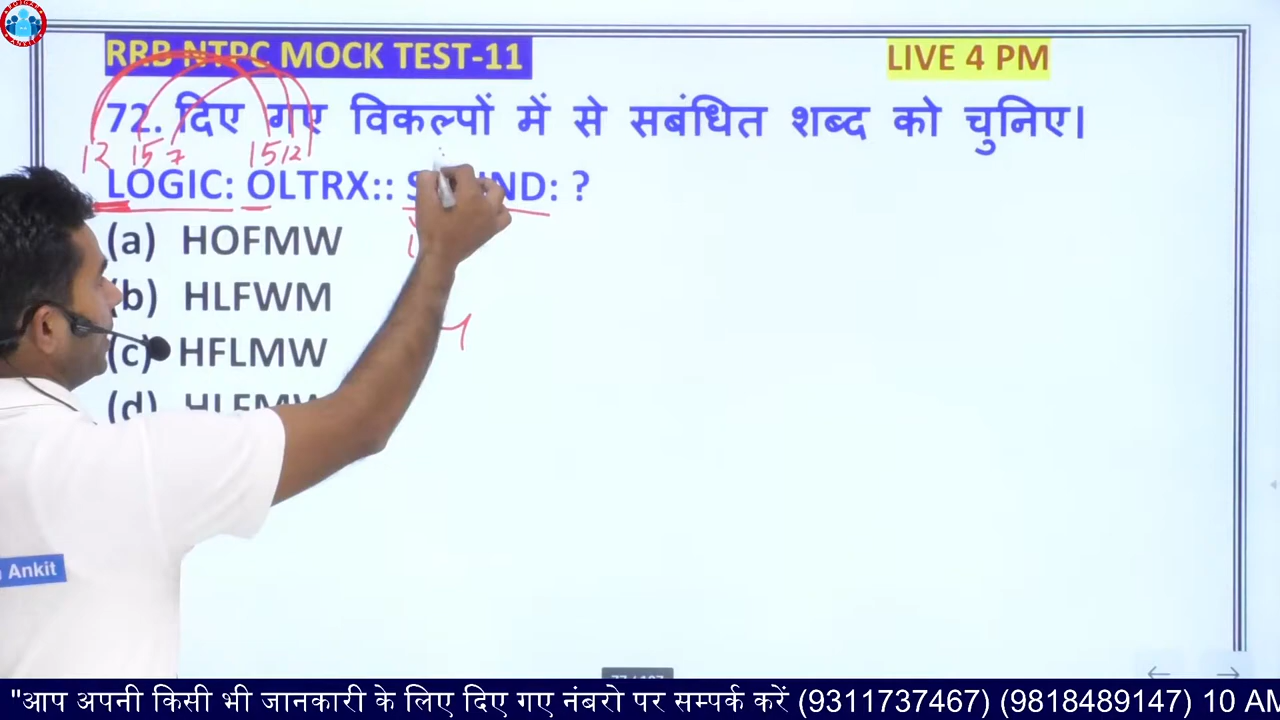 RRB NTPC MOCK TEST-11
LIVE 4 PM
72. दिए गए विकल्पों में से सबंधित शब्द को चुनिए।
12 15 7 15 12
LOGIC: OLTRX:: ND: ?
(a) HOFMW
(b) HLFWM
(c) HFLMW
(d)
Ankit
"आप अपनी किसी भी जानकारी के लिए दिए गए नंबरो पर सम्पर्क करें (9311737467) (9818489147) 10 AM